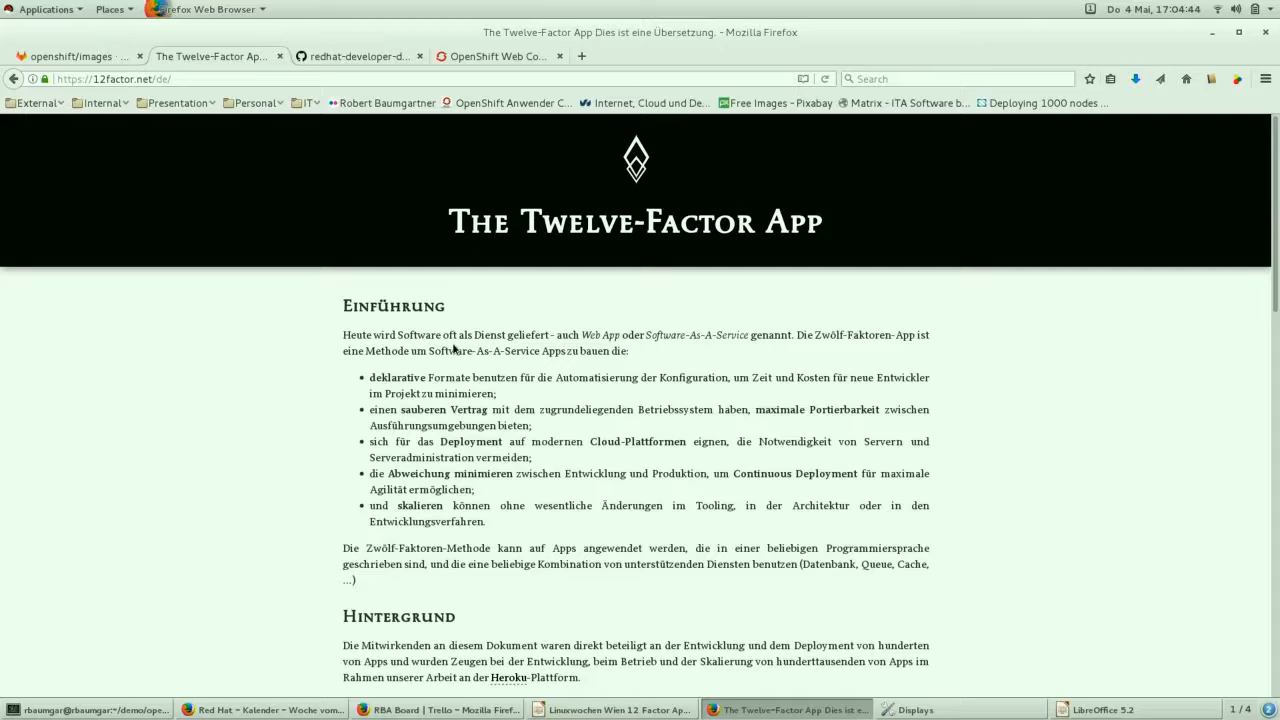 Applications
Places
Firefox Web Browser
1
Do 4 Mai, 17:04:44
The Twelve-Factor App Dies ist eine Übersetzung. - Mozilla Firefox
openshift/images · ...
The Twelve-Factor Ap...
redhat-developer-d...
OpenShift Web Co...
https://12factor.net/de/
Search
External
Internal
Presentation
Personal
IT
Robert Baumgartner
OpenShift Anwender C...
Internet, Cloud und De...
Free Images - Pixabay
Matrix - ITA Software b...
Deploying 1000 nodes ...
The Twelve-Factor App
Einführung
Heute wird Software oft als Dienst geliefert - auch Web App oder Software-As-A-Service genannt. Die Zwölf-Faktoren-App ist
eine Methode um Software-As-A-Service Apps zu bauen die:
• deklarative Formate benutzen für die Automatisierung der Konfiguration, um Zeit und Kosten für neue Entwickler
im Projekt zu minimieren;
• einen sauberen Vertrag mit dem zugrundeliegenden Betriebssystem haben, maximale Portierbarkeit zwischen
Ausführungsumgebungen bieten;
• sich für das Deployment auf modernen Cloud-Plattformen eignen, die Notwendigkeit von Servern und
Serveradministration vermeiden;
• die Abweichung minimieren zwischen Entwicklung und Produktion, um Continuous Deployment für maximale
Agilität ermöglichen;
• und skalieren können ohne wesentliche Änderungen im Tooling, in der Architektur oder in den
Entwicklungsverfahren.
Die Zwölf-Faktoren-Methode kann auf Apps angewendet werden, die in einer beliebigen Programmiersprache
geschrieben sind, und die eine beliebige Kombination von unterstützenden Diensten benutzen (Datenbank, Queue, Cache,
...)
Hintergrund
Die Mitwirkenden an diesem Dokument waren direkt beteiligt an der Entwicklung und dem Deployment von hunderten
von Apps und wurden Zeugen bei der Entwicklung, beim Betrieb und der Skalierung von hunderttausenden von Apps im
Rahmen unserer Arbeit an der Heroku-Plattform.
rbaumgar@rbaumgar:~/demo/ope...
Red Hat - Kalender - Woche vom...
RBA Board | Trello - Mozilla Firef...
Linuxwochen Wien 12 Factor Ap...
The Twelve-Factor App Dies ist e...
Displays
LibreOffice 5.2
1 / 4
2